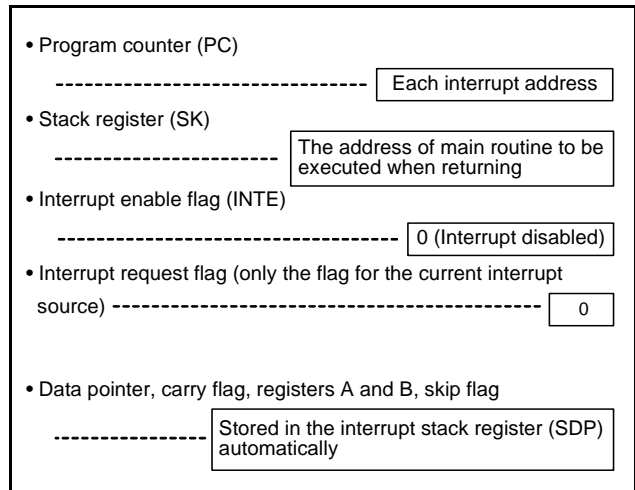 • Program counter (PC)
Each interrupt address
• Stack register (SK)
The address of main routine to be
executed when returning
• Interrupt enable flag (INTE)
0 (Interrupt disabled)
• Interrupt request flag (only the flag for the current interrupt
source)
0
• Data pointer, carry flag, registers A and B, skip flag
Stored in the interrupt stack register (SDP)
automatically